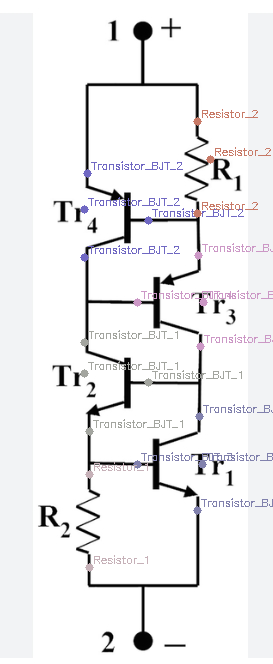 1 +
Resistor_2
Resistor_2
R1
Transistor_BJT_2
Transistor_BJT_2
Resistor_2
Tr4
Transistor_BJT_2
Transistor_BJT_2
Tr3
Transistor_BJT_1
Tr2
Transistor_BJT_1
Transistor_BJT_1
Tr1
Resistor_1
R2
Resistor_1
2 −